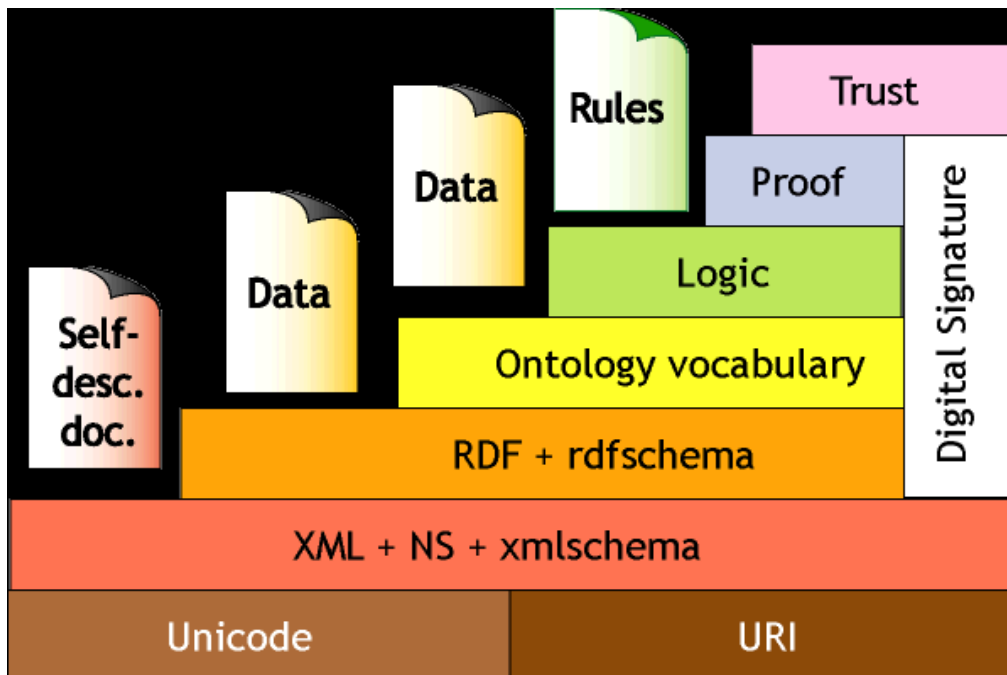 Rules
Trust
Data
Proof
Data
Logic
Self-
desc.
doc.
Ontology vocabulary
Digital Signature
RDF + rdfschema
XML + NS + xmlschema
Unicode
URI